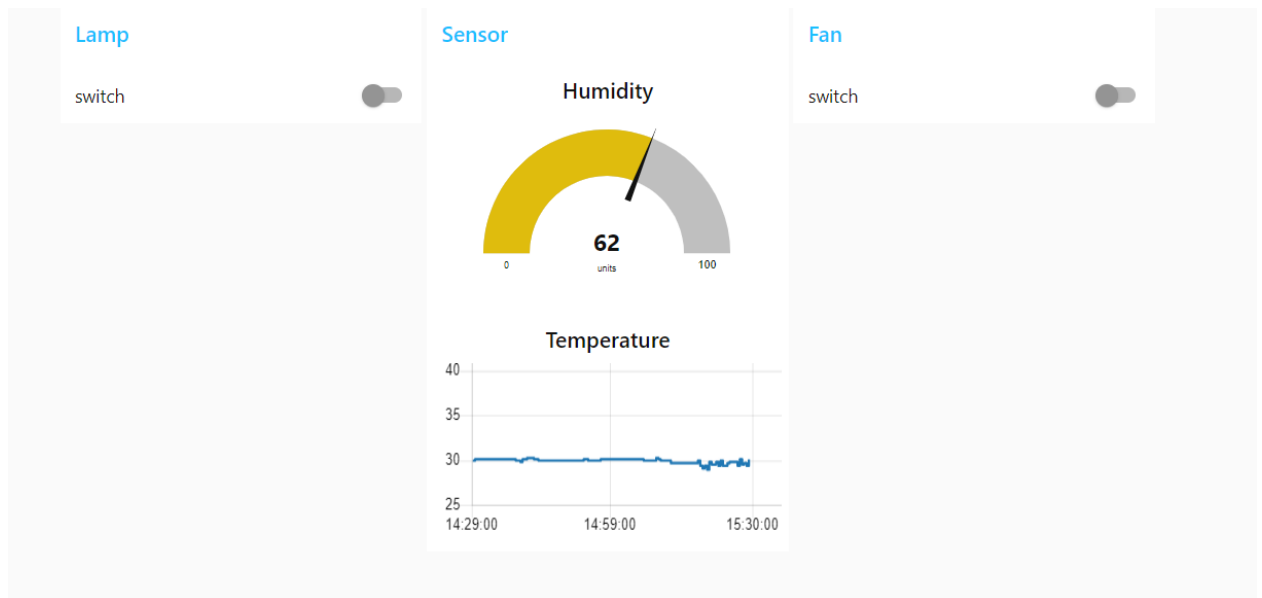 Lamp
switch
Sensor
Humidity
62
units
0
100
Temperature
40
35
30
25
14:29:00
14:59:00
15:30:00
Fan
switch